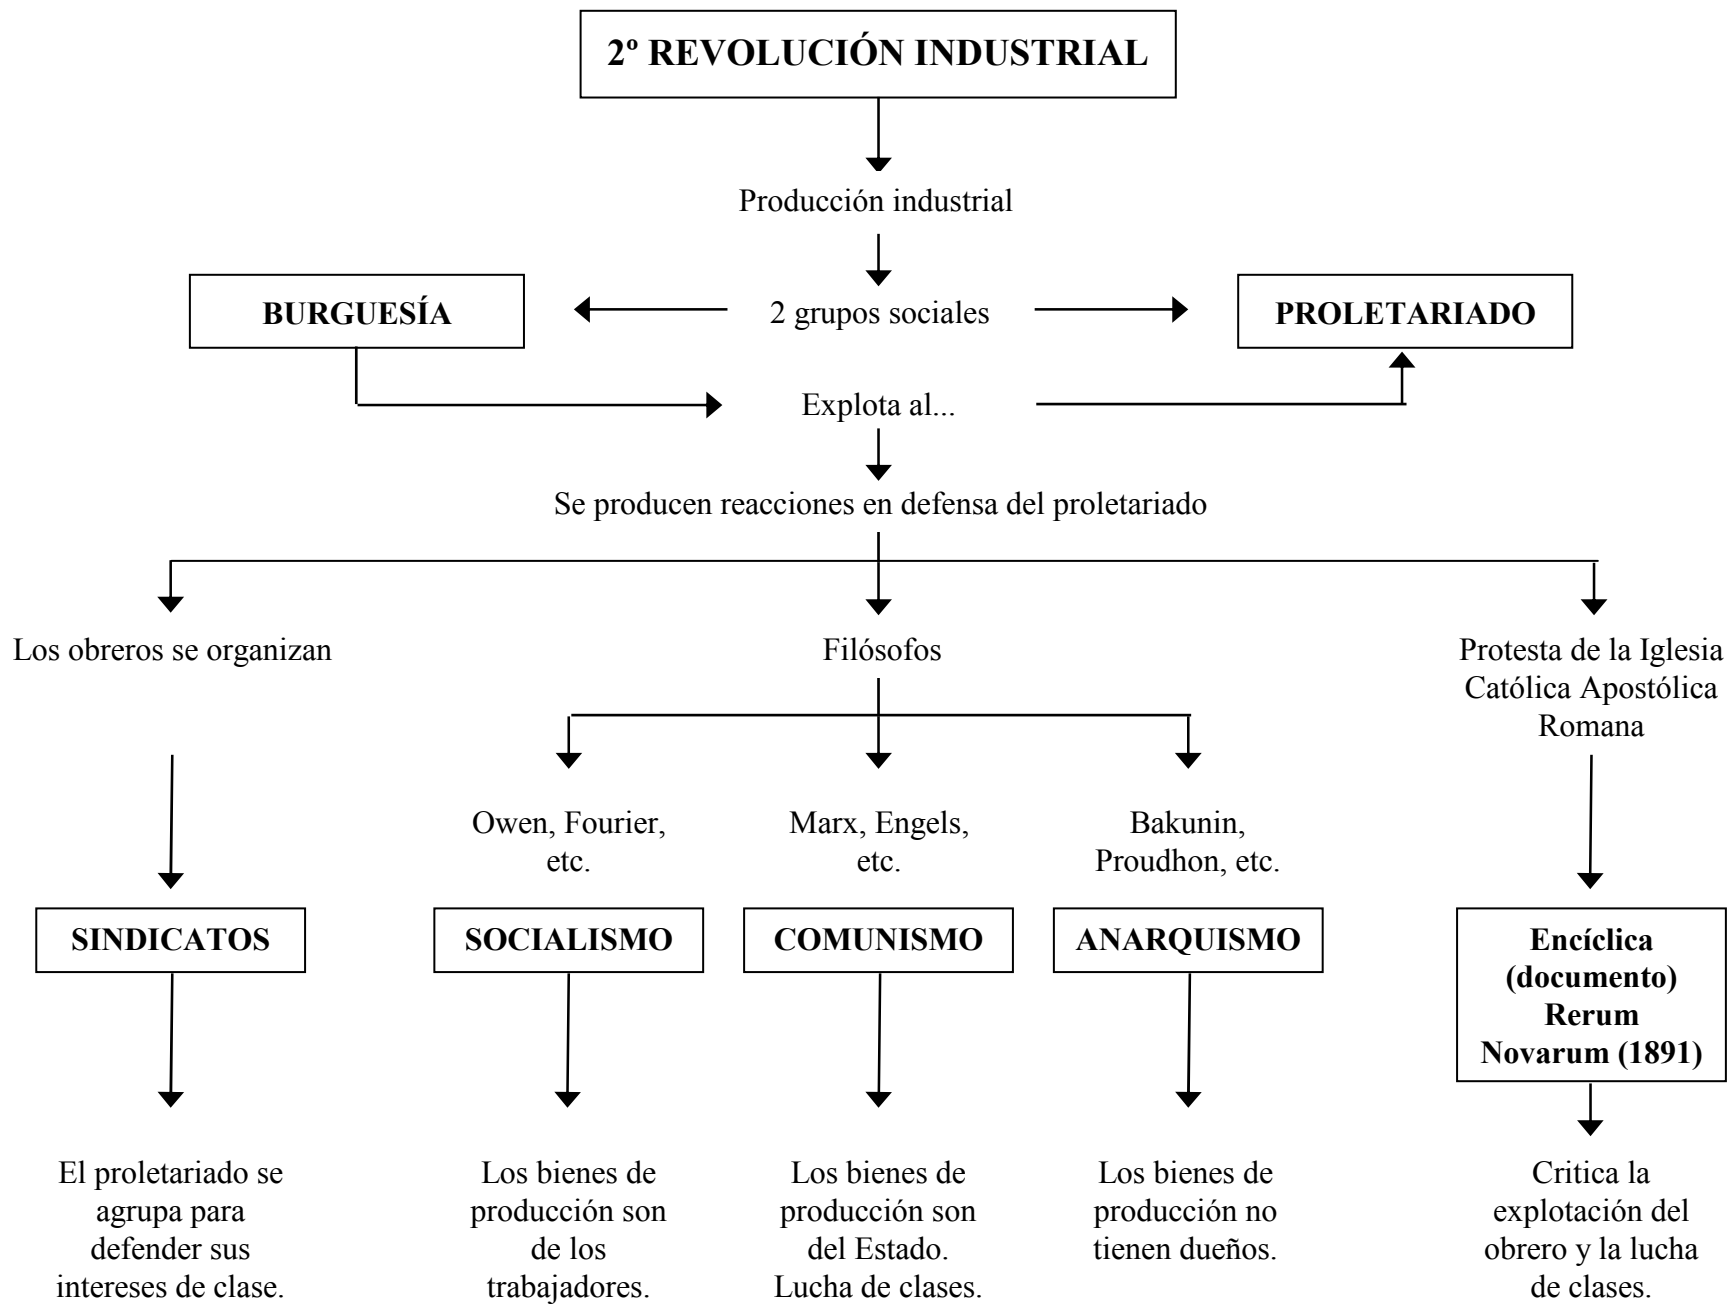 2º REVOLUCIÓN INDUSTRIAL
Producción industrial
BURGUESÍA
2 grupos sociales
PROLETARIADO
Explota al...
Se producen reacciones en defensa del proletariado
Los obreros se organizan
Filósofos
Protesta de la Iglesia
Católica Apostólica
Romana
Owen, Fourier,
etc.
Marx, Engels,
etc.
Bakunin,
Proudhon, etc.
SINDICATOS
SOCIALISMO
COMUNISMO
ANARQUISMO
Encíclica
(documento)
Rerum
Novarum (1891)
El proletariado se
agrupa para
defender sus
intereses de clase.
Los bienes de
producción son
de los
trabajadores.
Los bienes de
producción son
del Estado.
Lucha de clases.
Los bienes de
producción no
tienen dueños.
Critica la
explotación del
obrero y la lucha
de clases.